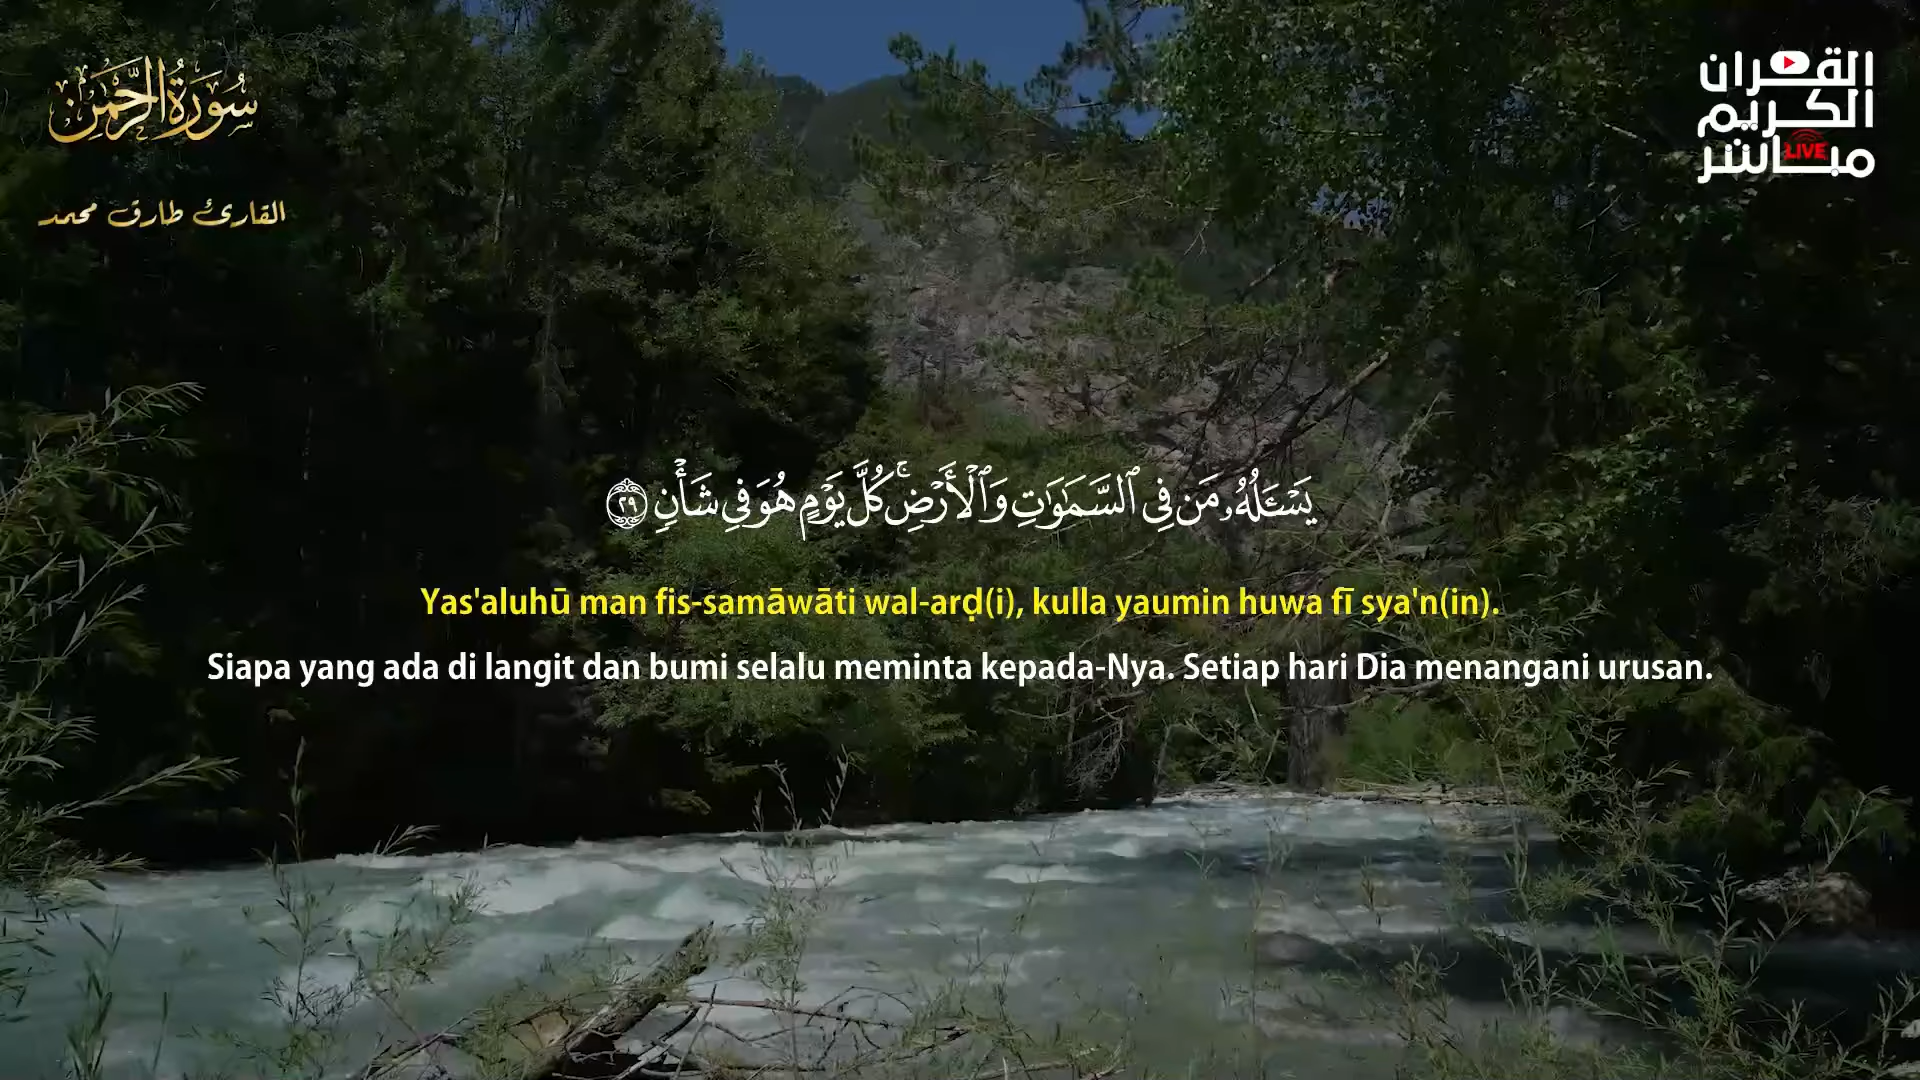 سُورَةُ الرَّحْمَٰن
القارئ طارق محمد
القرآن
الكريم
مباشر
LIVE
يَسْـَٔلُهُۥ مَن فِى ٱلسَّمَٰوَٰتِ وَٱلْأَرْضِ ۚ كُلَّ يَوْمٍ هُوَ فِى شَأْنٍ ٢٩
Yas'aluhū man fis-samāwāti wal-arḍ(i), kulla yaumin huwa fī sya'n(in).
Siapa yang ada di langit dan bumi selalu meminta kepada-Nya. Setiap hari Dia menangani urusan.